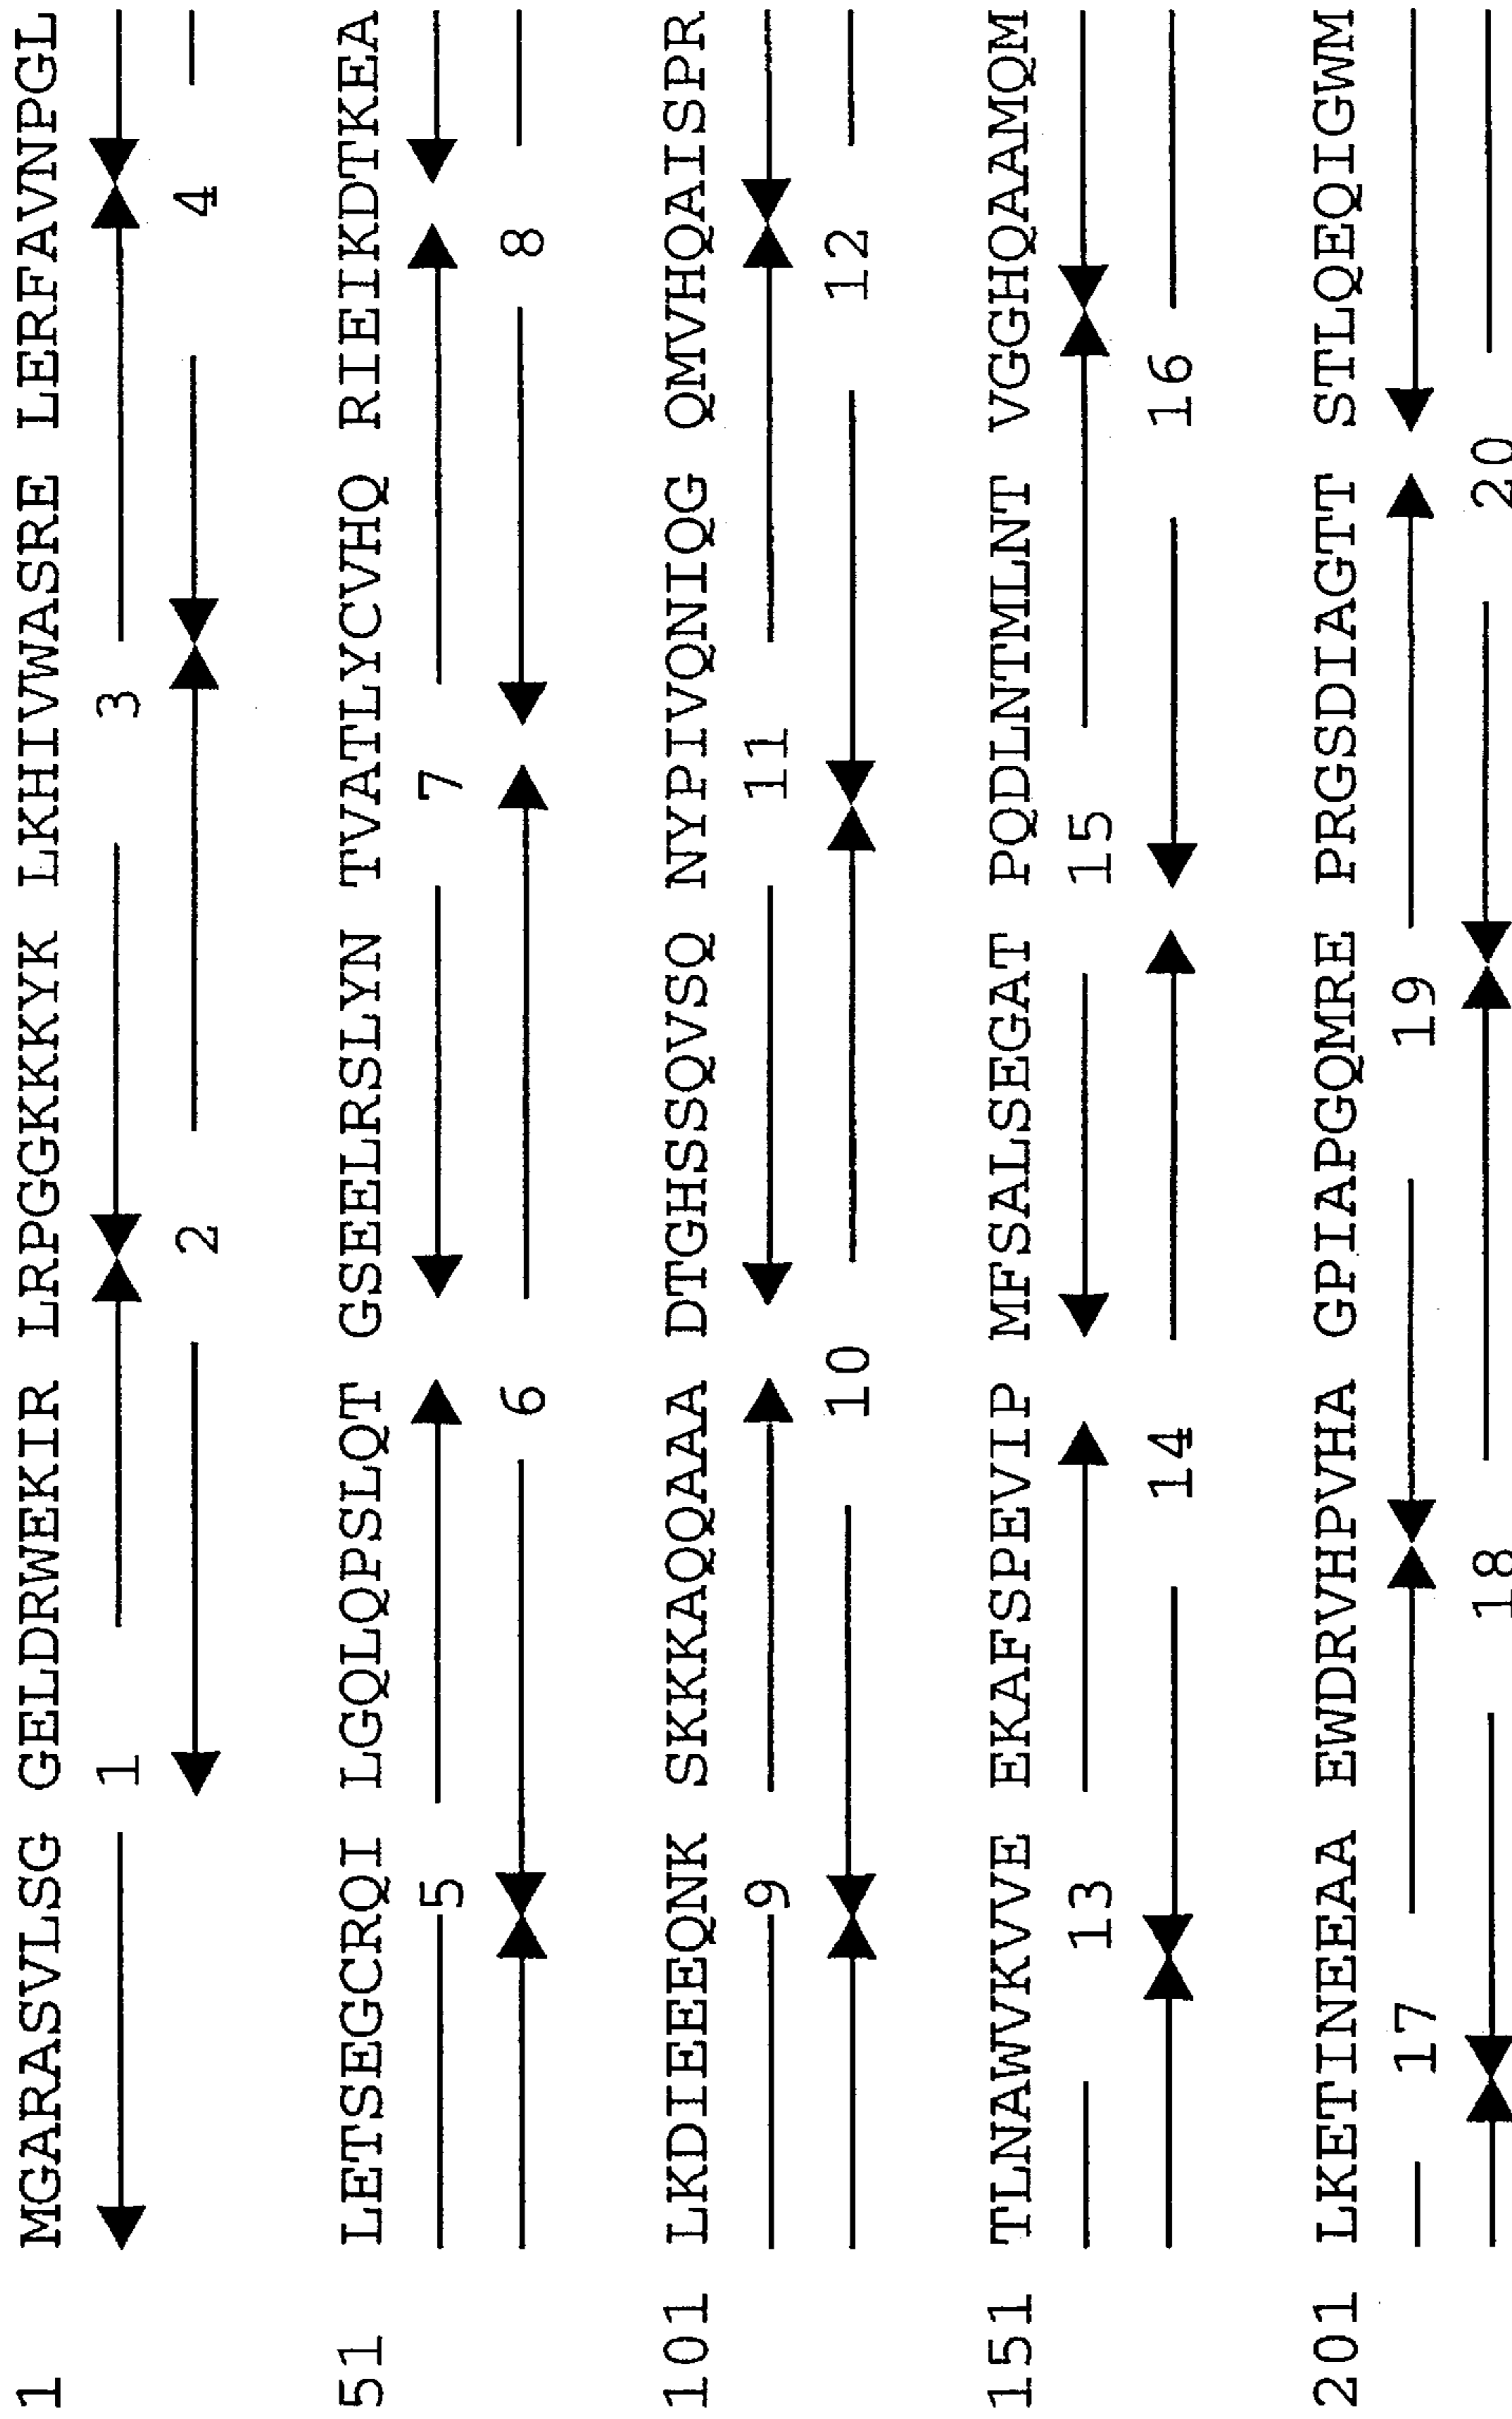 1 MGARASVLSG GELDRWEKIR LRPGGKKKYK LKHIVWASRE LERFAVNPGL
1 3
2 4
51 LETSEGCRQI LGQLQPSLQT GSEELRSLYN TVATLYCVHQ RIEIKDTKEA
5 7
6 8
101 LKDIEEEQNK SKKKAQQAAA DTGHSSQVSQ NYPIVQNIQG QMVHQAISPR
9 11
10 12
151 TLNAWVKVVE EKAFSPEVIP MFSALSEGAT PQDLNTMLNT VGGHQAAMQM
13 15
14 16
201 LKETINEEAA EWDRVHPVHA GPIAPGQMRE PRGSDIAGTT STLQEQIGWM
17 19
18 20